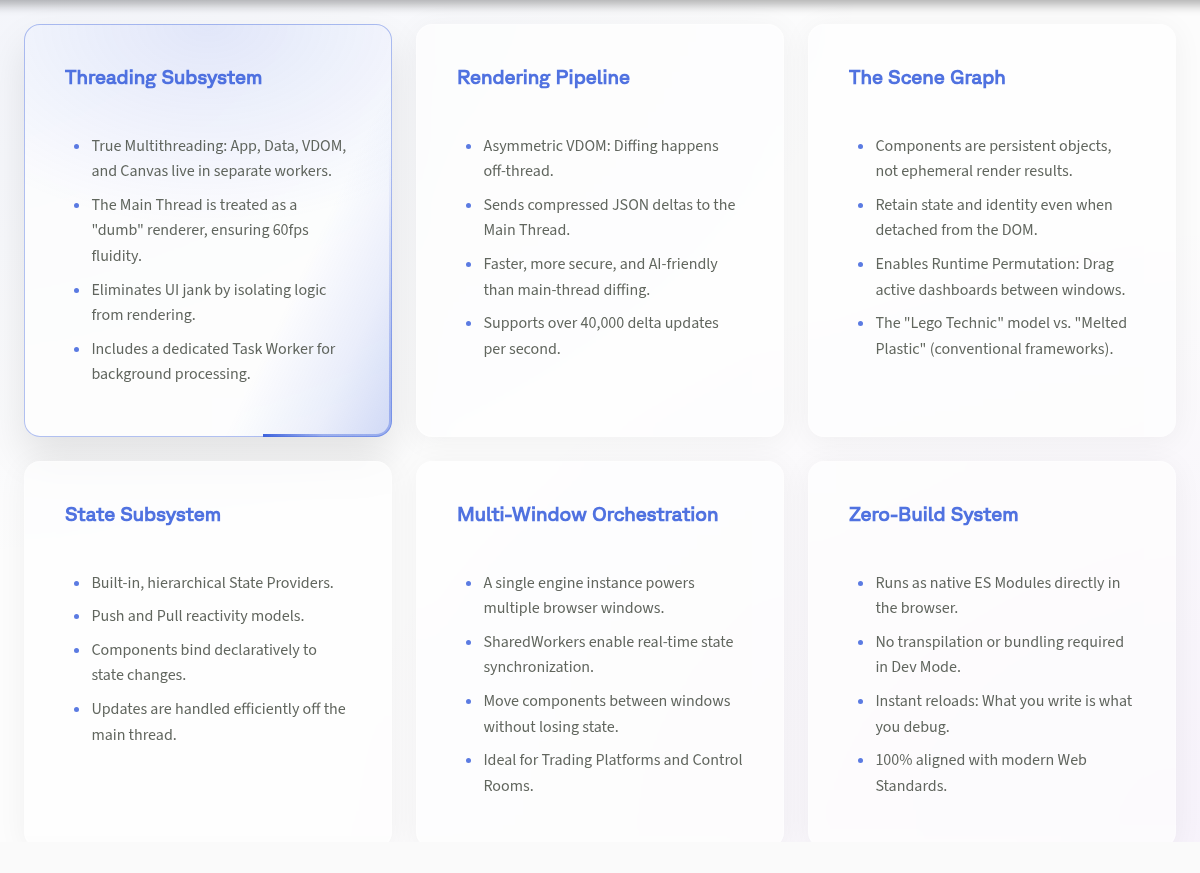 Threading Subsystem
True Multithreading: App, Data, VDOM,
and Canvas live in separate workers.
The Main Thread is treated as a
"dumb" renderer, ensuring 60fps
fluidity.
Eliminates UI jank by isolating logic
from rendering.
Includes a dedicated Task Worker for
background processing.
Rendering Pipeline
Asymmetric VDOM: Diffing happens
off-thread.
Sends compressed JSON deltas to the
Main Thread.
Faster, more secure, and AI-friendly
than main-thread diffing.
Supports over 40,000 delta updates
per second.
The Scene Graph
Components are persistent objects,
not ephemeral render results.
Retain state and identity even when
detached from the DOM.
Enables Runtime Permutation: Drag
active dashboards between windows.
The "Lego Technic" model vs. "Melted
Plastic" (conventional frameworks).
State Subsystem
Built-in, hierarchical State Providers.
Push and Pull reactivity models.
Components bind declaratively to
state changes.
Updates are handled efficiently off the
main thread.
Multi-Window Orchestration
A single engine instance powers
multiple browser windows.
SharedWorkers enable real-time state
synchronization.
Move components between windows
without losing state.
Ideal for Trading Platforms and Control
Rooms.
Zero-Build System
Runs as native ES Modules directly in
the browser.
No transpilation or bundling required
in Dev Mode.
Instant reloads: What you write is what
you debug.
100% aligned with modern Web
Standards.